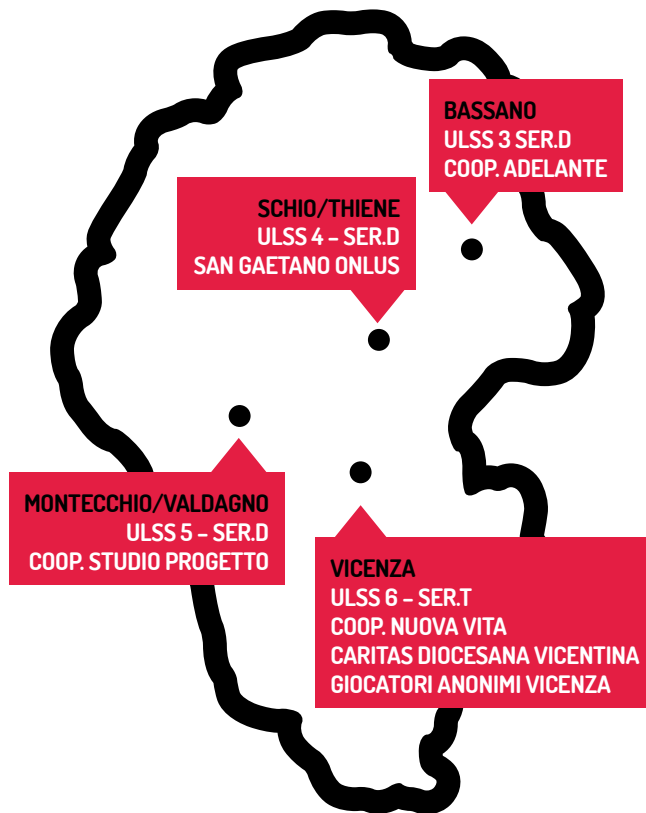 BASSANO
ULSS 3 SER.D
COOP. ADELANTE
SCHIO/THIENE
ULSS 4 – SER.D
SAN GAETANO ONLUS
MONTECCHIO/VALDAGNO
ULSS 5 – SER.D
COOP. STUDIO PROGETTO
VICENZA
ULSS 6 – SER.T
COOP. NUOVA VITA
CARITAS DIOCESANA VICENTINA
GIOCATORI ANONIMI VICENZA